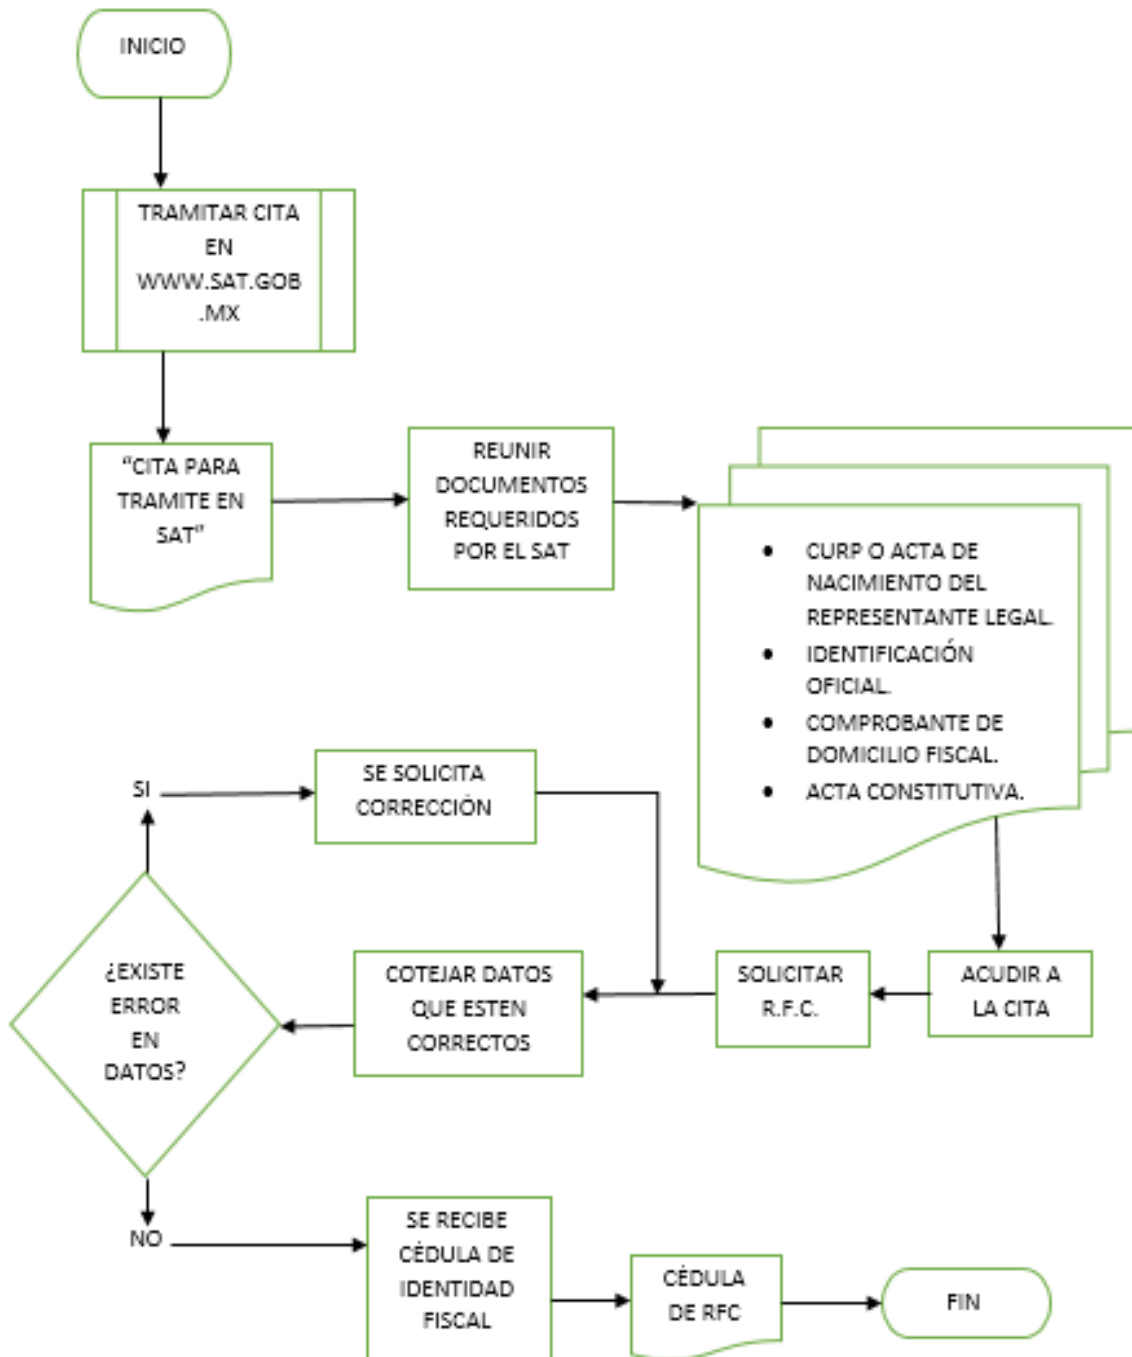 INICIO
TRAMITAR CITA
EN
WWW.SAT.GOB
.MX
“CITA PARA
TRAMITE EN
SAT”
REUNIR
DOCUMENTOS
REQUERIDOS
POR EL SAT
• CURP O ACTA DE
NACIMIENTO DEL
REPRESENTANTE LEGAL.
• IDENTIFICACIÓN
OFICIAL.
• COMPROBANTE DE
DOMICILIO FISCAL.
• ACTA CONSTITUTIVA.
ACUDIR A
LA CITA
SOLICITAR
R.F.C.
COTEJAR DATOS
QUE ESTEN
CORRECTOS
¿EXISTE
ERROR
EN
DATOS?
SI
SE SOLICITA
CORRECCIÓN
NO
SE RECIBE
CÉDULA DE
IDENTIDAD
FISCAL
CÉDULA
DE RFC
FIN